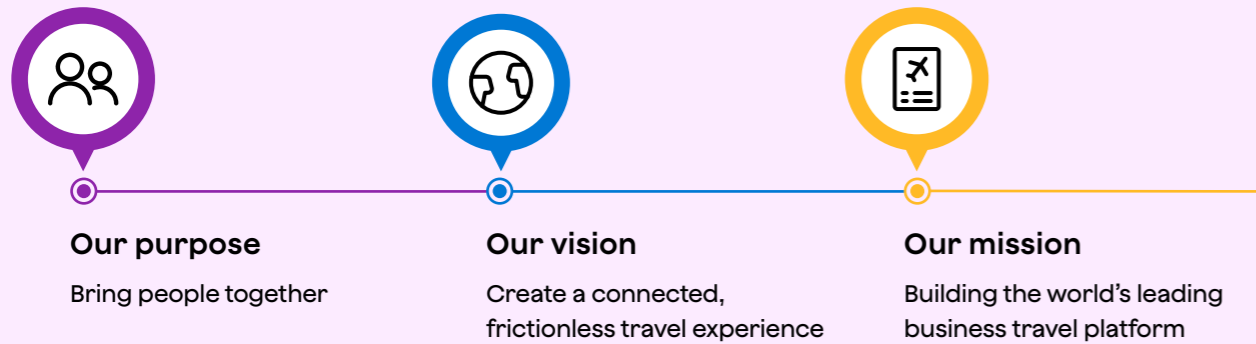 Our purpose
Bring people together
Our vision
Create a connected,
frictionless travel experience
Our mission
Building the world’s leading
business travel platform